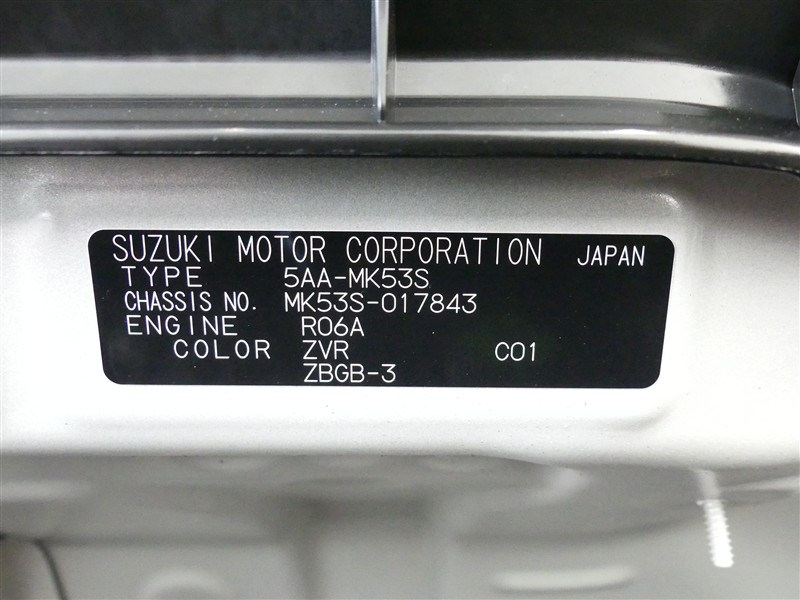 SUZUKI MOTOR CORPORATION JAPAN
TYPE 5AA-MK53S
CHASSIS NO. MK53S-017843
ENGINE R06A
COLOR ZVR C01
ZBGB-3